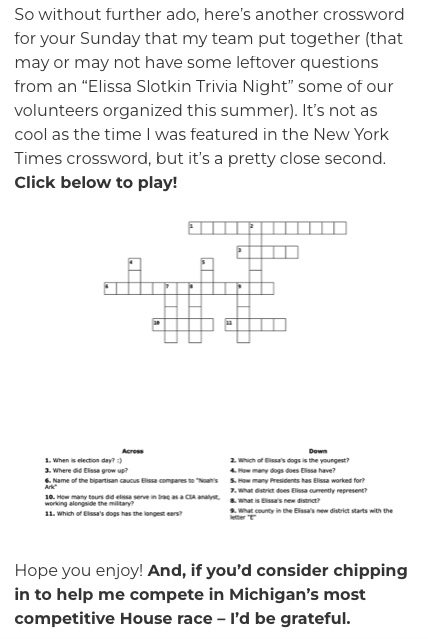 So without further ado, here's another crossword
for your Sunday that my team put together (that
may or may not have some leftover questions
from an “Elissa Slotkin Trivia Night” some of our
volunteers organized this summer). It's not as
cool as the time I was featured in the New York
Times crossword, but it's a pretty close second.
Click below to play!
1 2
3
4 5
6 7 8 9
10 11
Across
1. When is election day? :)
3. Where did Elissa grow up?
6. Name of the bipartisan caucus Elissa compares to "Noah's
Ark"
10. How many tours did elissa serve in Iraq as a CIA analyst,
working alongside the military?
11. Which of Elissa's dogs has the longest ears?
Down
2. Which of Elissa's dogs is the youngest?
4. How many dogs does Elissa have?
5. How many Presidents has Elissa worked for?
7. What district does Elissa currently represent?
8. What is Elissa's new district?
9. What county in the Elissa's new district starts with the
letter "E"
Hope you enjoy! And, if you'd consider chipping
in to help me compete in Michigan's most
competitive House race – I'd be grateful.